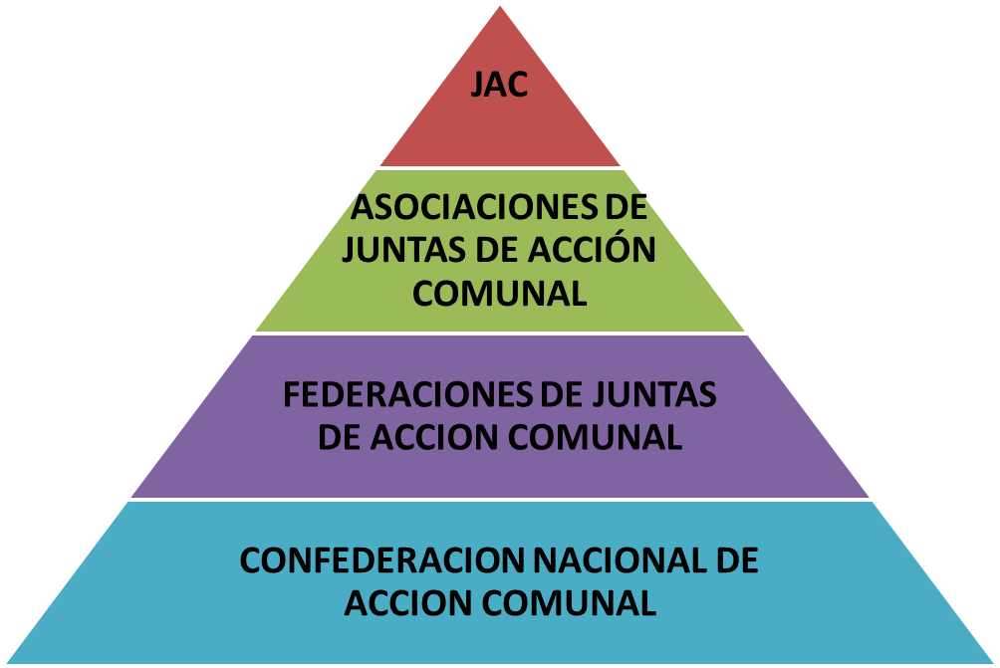 JAC
ASOCIACIONES DE
JUNTAS DE ACCIÓN
COMUNAL
FEDERACIONES DE JUNTAS
DE ACCION COMUNAL
CONFEDERACION NACIONAL DE
ACCION COMUNAL